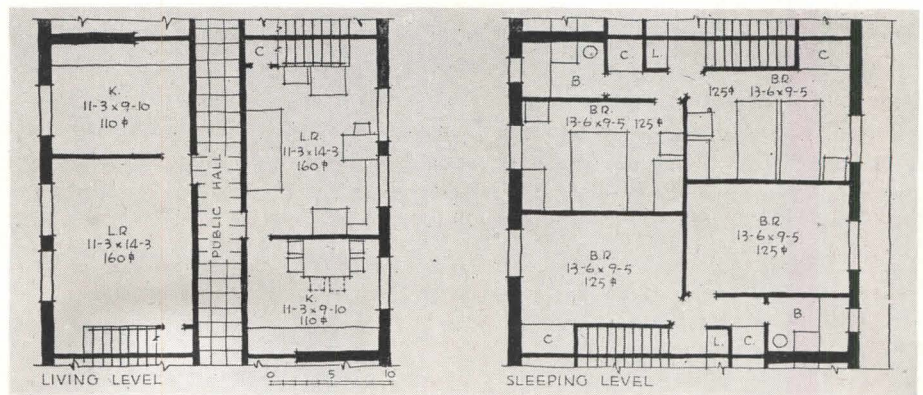 C
K.
11-3 x 9-10
110 ⌀
L.R.
11-3 x 14-3
160 ⌀
PUBLIC HALL
L.R
11-3 x 14-3
160 ⌀
K.
11-3 x 9-10
110 ⌀
LIVING LEVEL
0 5 10
C
L.
C
B.
B.R.
13-6 x 9-5
125 ⌀
B.R.
13-6 x 9-5
125 ⌀
B.R.
13-6 x 9-5
125 ⌀
B.R.
13-6 x 9-5
125 ⌀
B
C
L.
C.
SLEEPING LEVEL